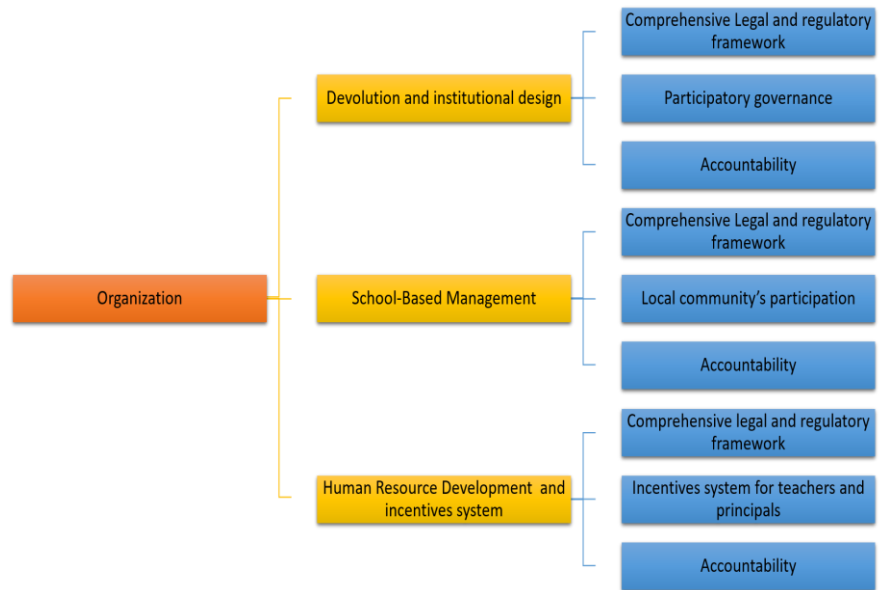 Comprehensive Legal and regulatory
framework
Devolution and institutional design
Participatory governance
Accountability
Comprehensive Legal and regulatory
framework
Organization
School-Based Management
Local community’s participation
Accountability
Comprehensive legal and regulatory
framework
Human Resource Development and
incentives system
Incentives system for teachers and
principals
Accountability